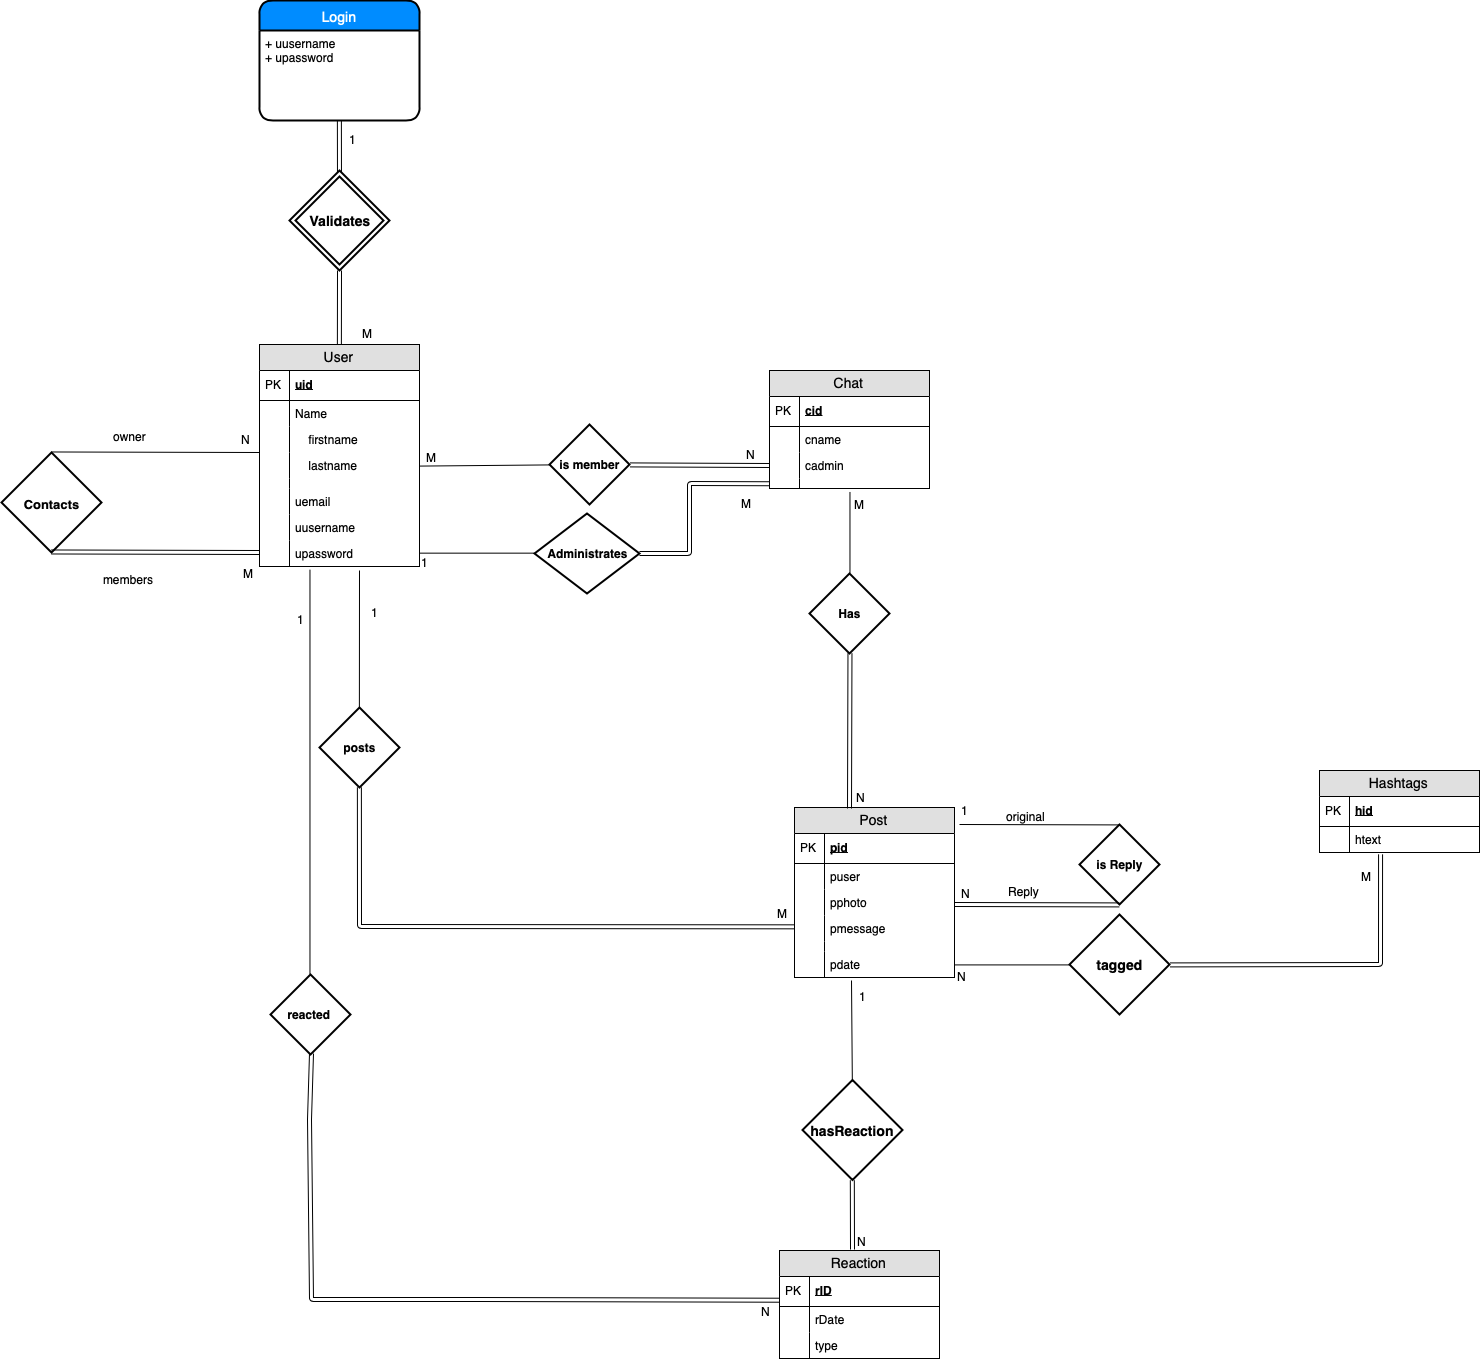 Login
+ uusername
+ upassword
1
Validates
M
User
PK uid
Name
firstname
lastname
uemail
uusername
upassword
owner
N
Contacts
members
M
M
is member
N
1
Administrates
M
Chat
PK cid
cname
cadmin
M
Has
N
1
1
posts
M
reacted
N
Post
PK pid
puser
pphoto
pmessage
pdate
1
original
is Reply
N
Reply
N
tagged
M
Hashtags
PK hid
htext
1
hasReaction
N
Reaction
PK rID
rDate
type